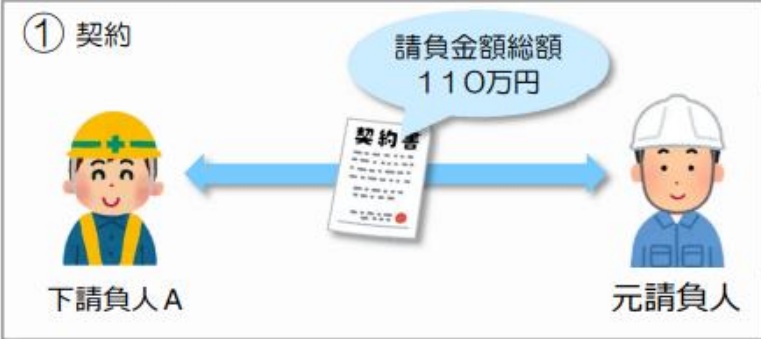 ① 契約
請負金額総額
110万円
契約書
下請負人A
元請負人